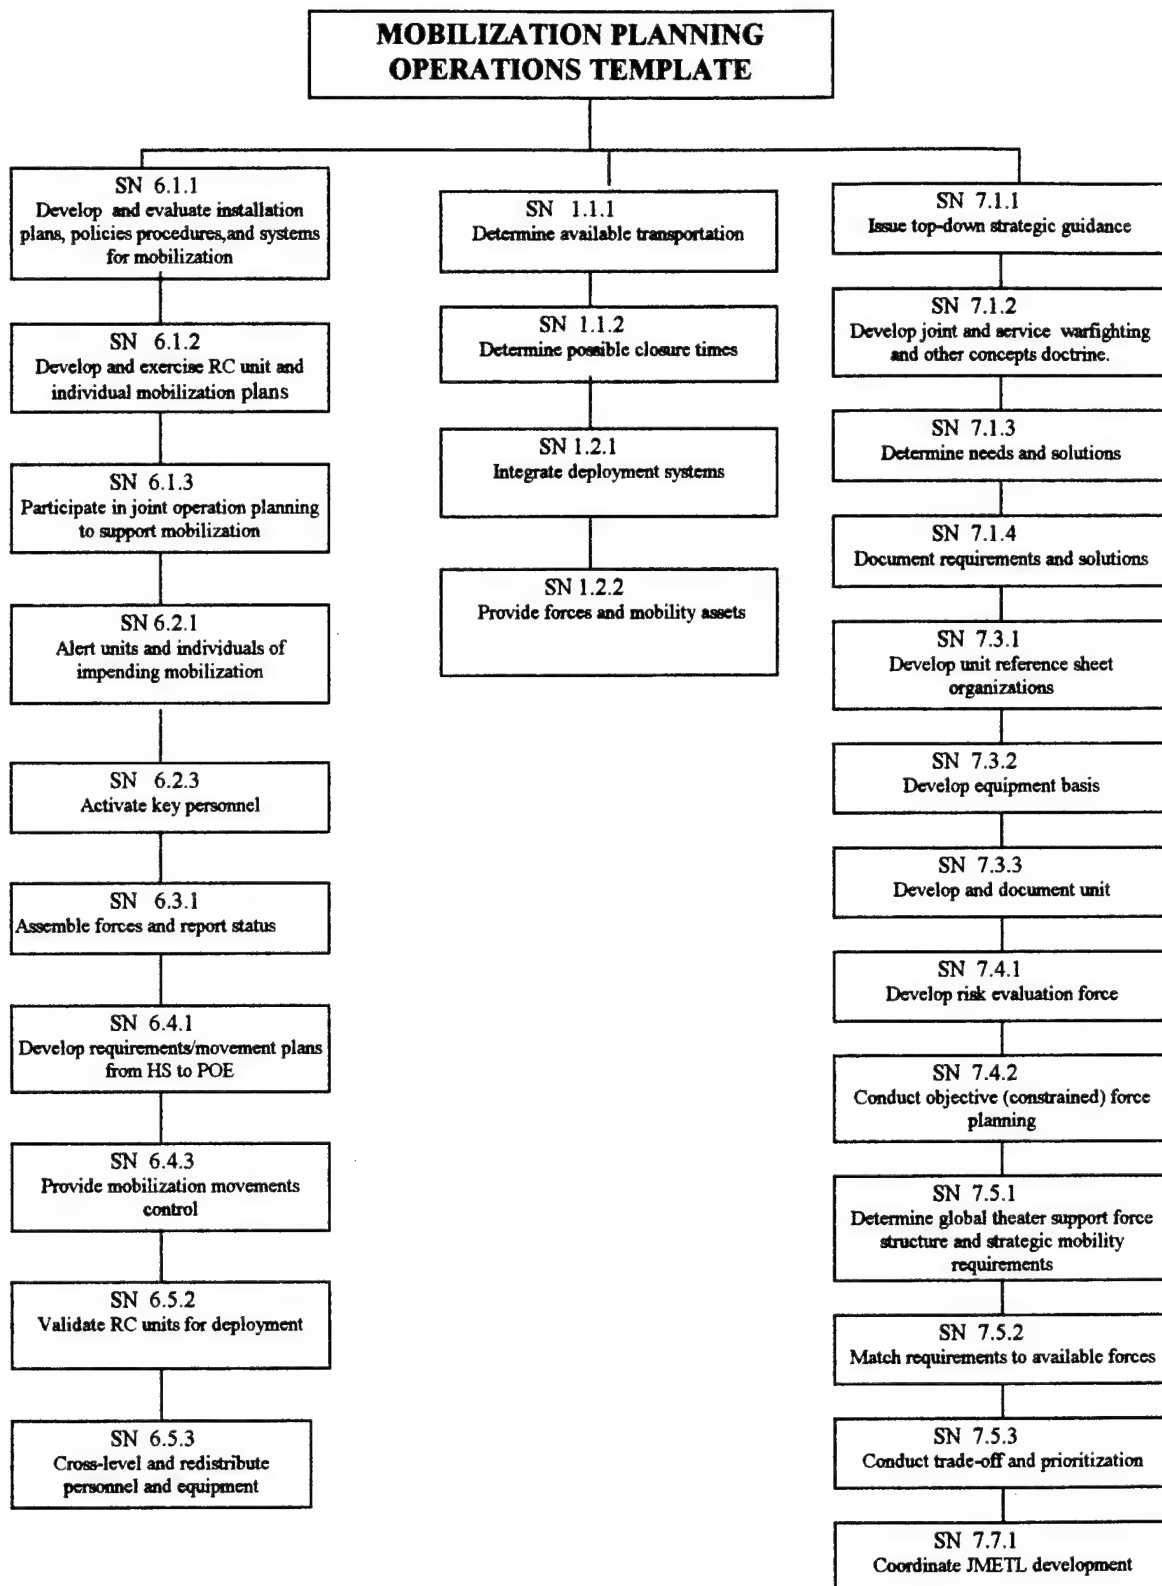 MOBILIZATION PLANNING
OPERATIONS TEMPLATE
SN 6.1.1
Develop and evaluate installation
plans, policies procedures,and systems
for mobilization
SN 6.1.2
Develop and exercise RC unit and
individual mobilization plans
SN 6.1.3
Participate in joint operation planning
to support mobilization
SN 6.2.1
Alert units and individuals of
impending mobilization
SN 6.2.3
Activate key personnel
SN 6.3.1
Assemble forces and report status
SN 6.4.1
Develop requirements/movement plans
from HS to POE
SN 6.4.3
Provide mobilization movements
control
SN 6.5.2
Validate RC units for deployment
SN 6.5.3
Cross-level and redistribute
personnel and equipment
SN 1.1.1
Determine available transportation
SN 1.1.2
Determine possible closure times
SN 1.2.1
Integrate deployment systems
SN 1.2.2
Provide forces and mobility assets
SN 7.1.1
Issue top-down strategic guidance
SN 7.1.2
Develop joint and service warfighting
and other concepts doctrine.
SN 7.1.3
Determine needs and solutions
SN 7.1.4
Document requirements and solutions
SN 7.3.1
Develop unit reference sheet
organizations
SN 7.3.2
Develop equipment basis
SN 7.3.3
Develop and document unit
SN 7.4.1
Develop risk evaluation force
SN 7.4.2
Conduct objective (constrained) force
planning
SN 7.5.1
Determine global theater support force
structure and strategic mobility
requirements
SN 7.5.2
Match requirements to available forces
SN 7.5.3
Conduct trade-off and prioritization
SN 7.7.1
Coordinate JMETL development